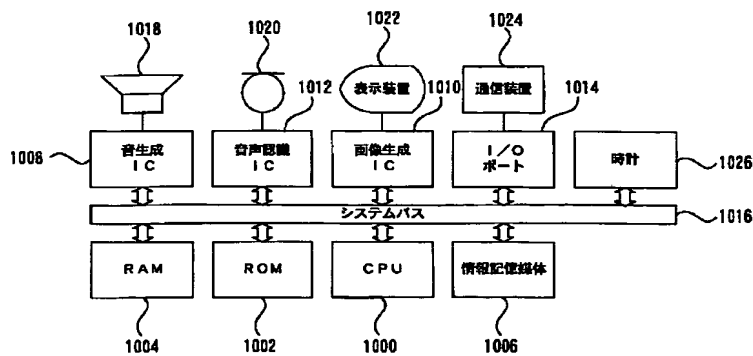 1018
1020
1022
1024
表示装置
通信装置
1012
1010
1014
1008
音生成
IC
音声認識
IC
画像生成
IC
I/O
ポート
時計
1026
システムバス
1016
RAM
ROM
CPU
情報記憶媒体
1004
1002
1000
1006